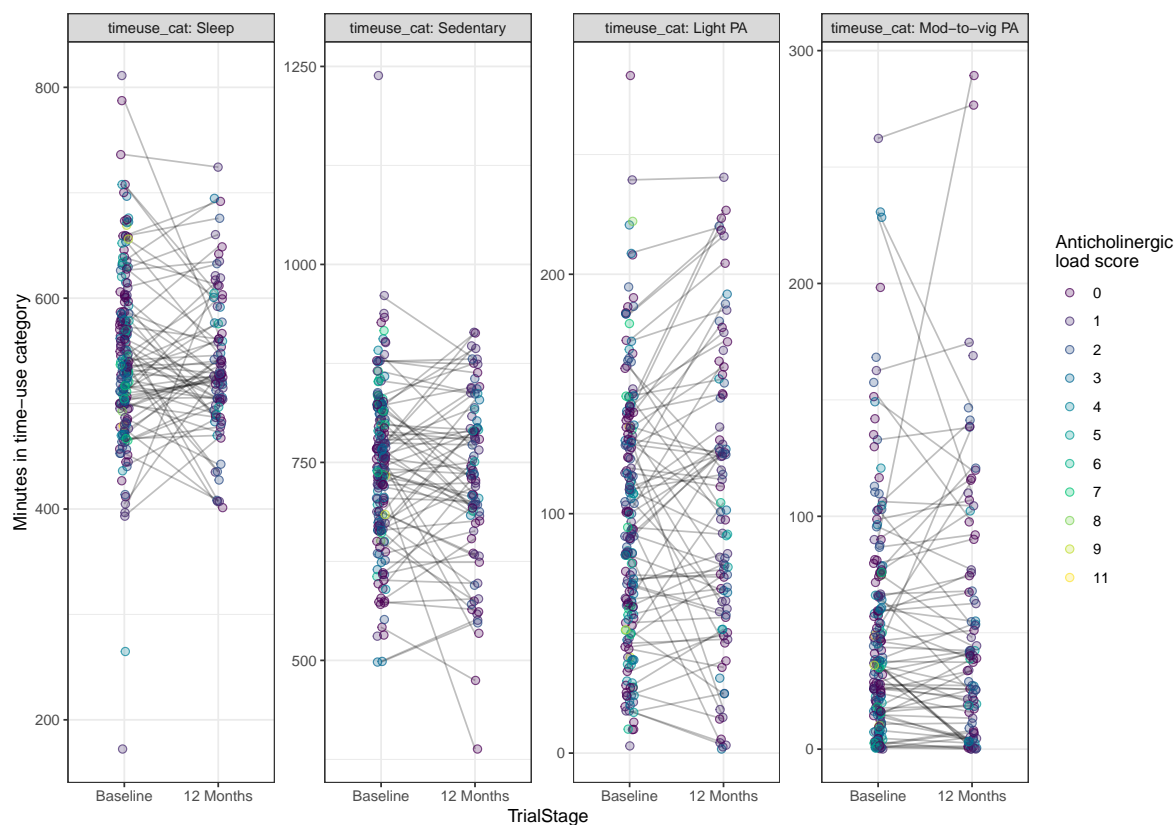 timeuse_cat: Sleep
timeuse_cat: Sedentary
timeuse_cat: Light PA
timeuse_cat: Mod−to−vig PA
Minutes in time−use category
800
600
400
200
1250
1000
750
500
200
100
0
300
200
100
0
Baseline 12 Months
Baseline 12 Months
Baseline 12 Months
Baseline 12 Months
TrialStage
Anticholinergic
load score
0
1
2
3
4
5
6
7
8
9
11